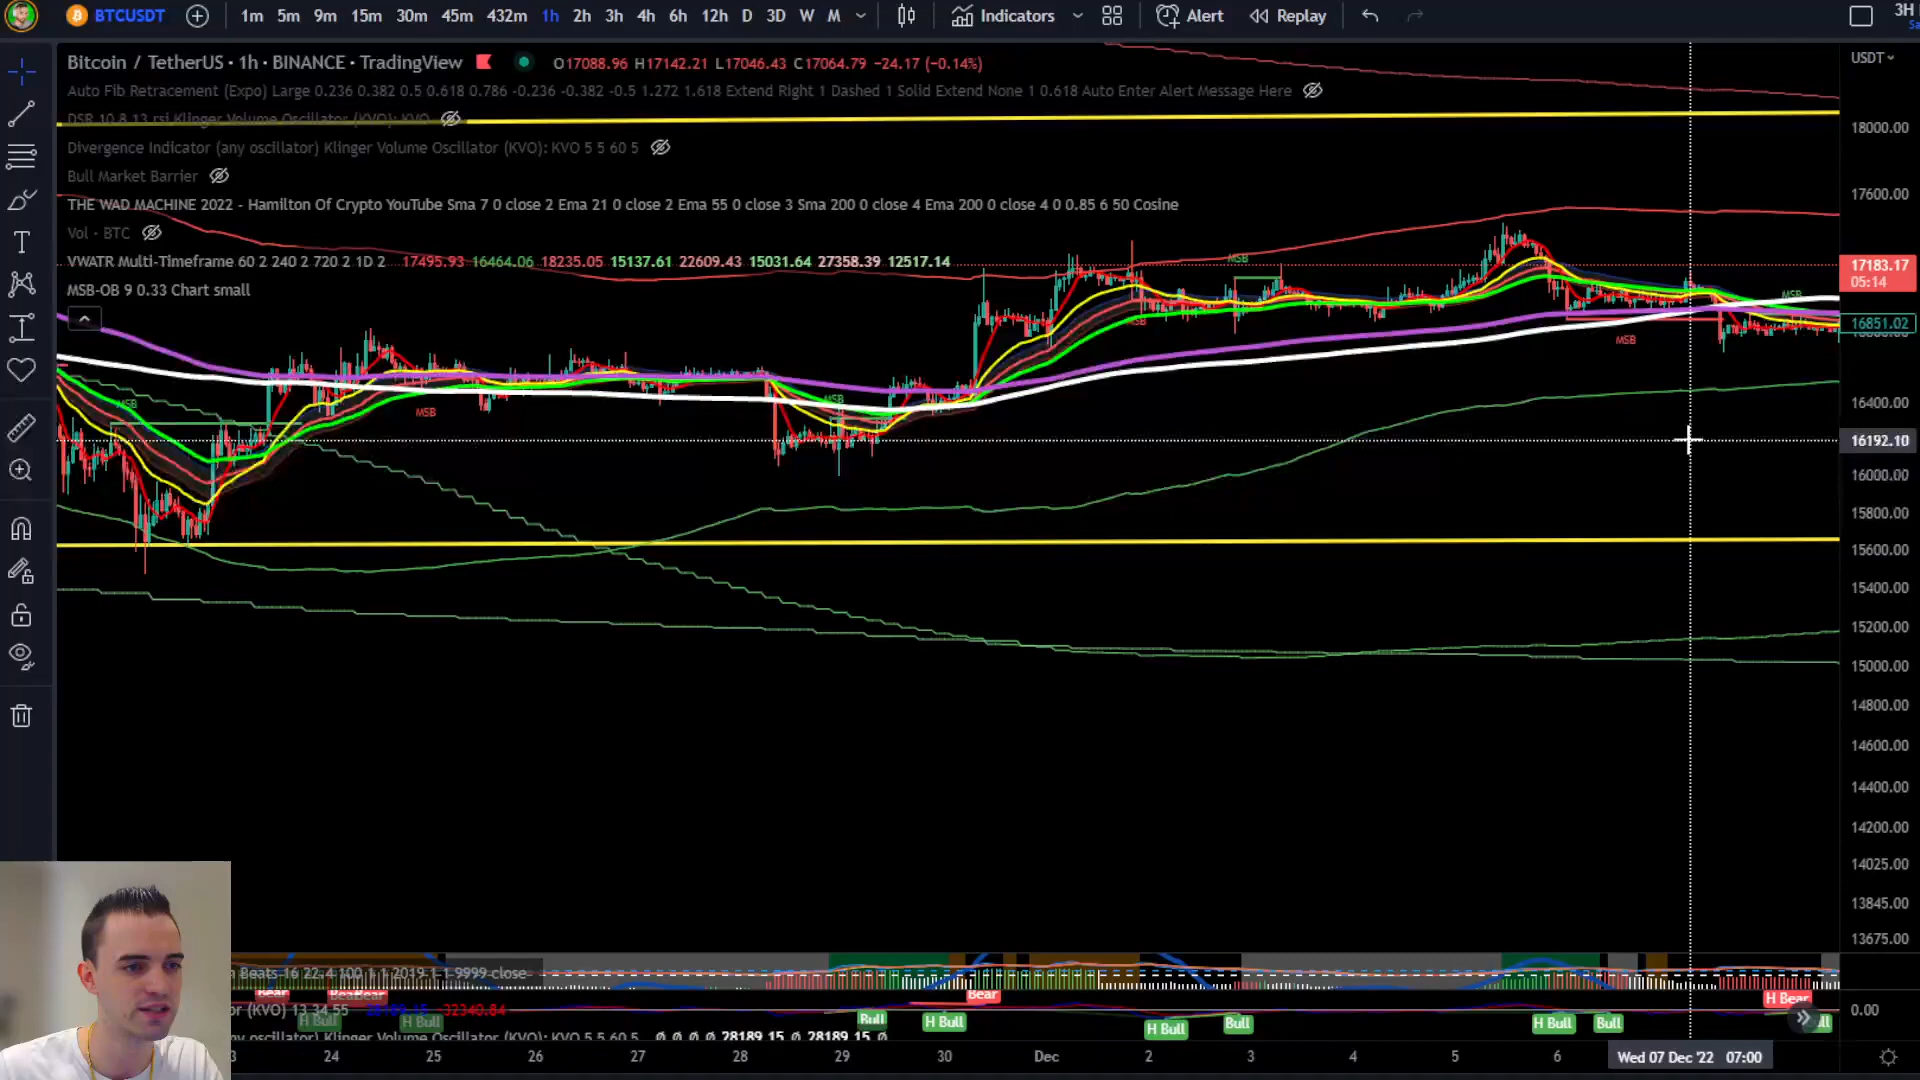 BTCUSDT 1m 5m 9m 15m 30m 45m 432m 1h 2h 3h 4h 6h 12h D 3D W M Indicators Alert Replay 3H
Bitcoin / TetherUS · 1h · BINANCE · TradingView O17088.96 H17142.21 L17046.43 C17064.79 −24.17 (−0.14%)
USDT
Auto Fib Retracement (Expo) Large 0.236 0.382 0.5 0.618 0.786 -0.236 -0.382 -0.5 1.272 1.618 Extend Right 1 Dashed 1 Solid Extend None 1 0.618 Auto Enter Alert Message Here
DSR 10 8 13 rsi Klinger Volume Oscillator (KVO): KVO
18000.00
Divergence Indicator (any oscillator) Klinger Volume Oscillator (KVO): KVO 5 5 60 5
Bull Market Barrier
17600.00
THE WAD MACHINE 2022 - Hamilton Of Crypto YouTube Sma 7 0 close 2 Ema 21 0 close 2 Ema 55 0 close 3 Sma 200 0 close 4 Ema 200 0 close 4 0 0.85 6 50 Cosine
Vol · BTC
VWATR Multi-Timeframe 60 2 240 2 720 2 1D 2 17495.93 16464.06 18235.05 15137.61 22609.43 15031.64 27358.39 12517.14
MSB
17183.17
05:14
MSB-OB 9 0.33 Chart small
MSB
16851.02
MSB
MSB
MSB
MSB
MSB
16400.00
16192.10
16000.00
15800.00
15600.00
15400.00
15200.00
15000.00
14800.00
14600.00
14400.00
14200.00
14025.00
13845.00
13675.00
Beats 16 22 4 100 1 1 2019 1 1 9999 close
Bear Bear Bear Bear H Bear
(KVO) 13 34 55 28189.15 32340.84 0.00
H Bull H Bull Bull H Bull H Bull Bull H Bull Bull
oscillator) Klinger Volume Oscillator (KVO): KVO 5 5 60 5 ∅ ∅ ∅ ∅ 28189.15 ∅ 28189.15 ∅
24 25 26 27 28 29 30 Dec 2 3 4 5 6 Wed 07 Dec '22 07:00